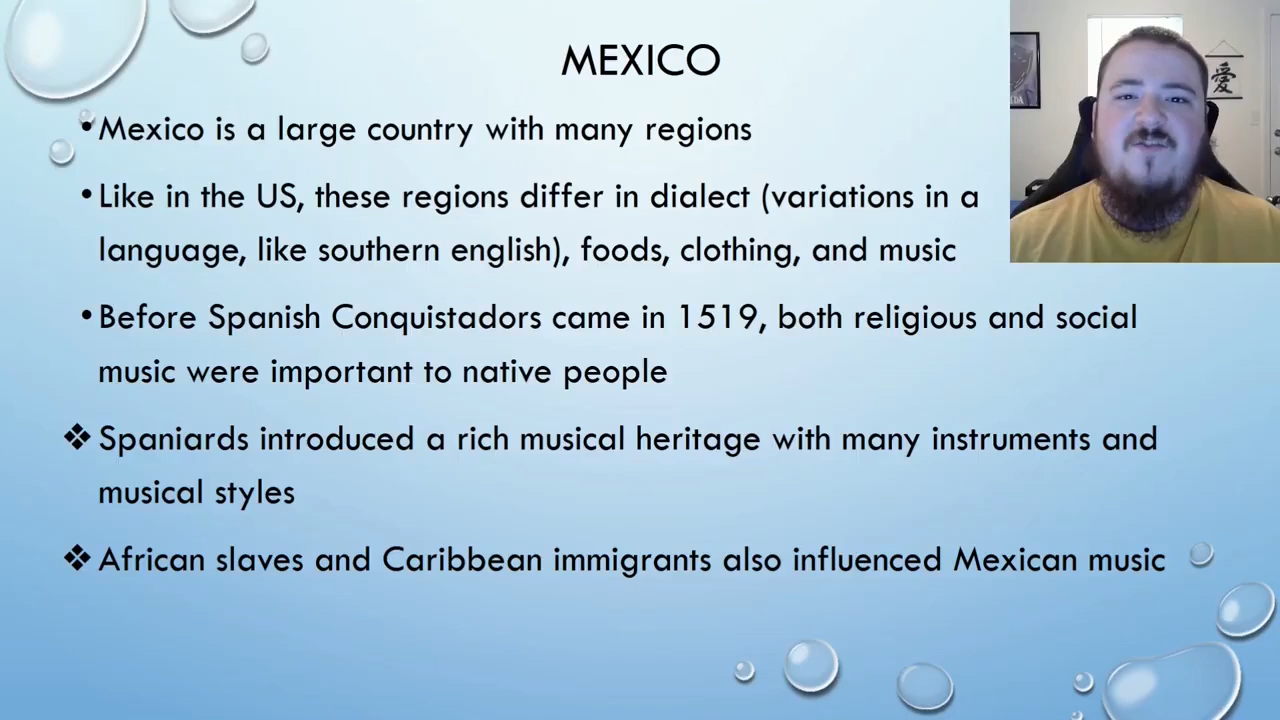 MEXICO
•Mexico is a large country with many regions
•Like in the US, these regions differ in dialect (variations in a
language, like southern english), foods, clothing, and music
•Before Spanish Conquistadors came in 1519, both religious and social
music were important to native people
❖Spaniards introduced a rich musical heritage with many instruments and
musical styles
❖African slaves and Caribbean immigrants also influenced Mexican music
愛